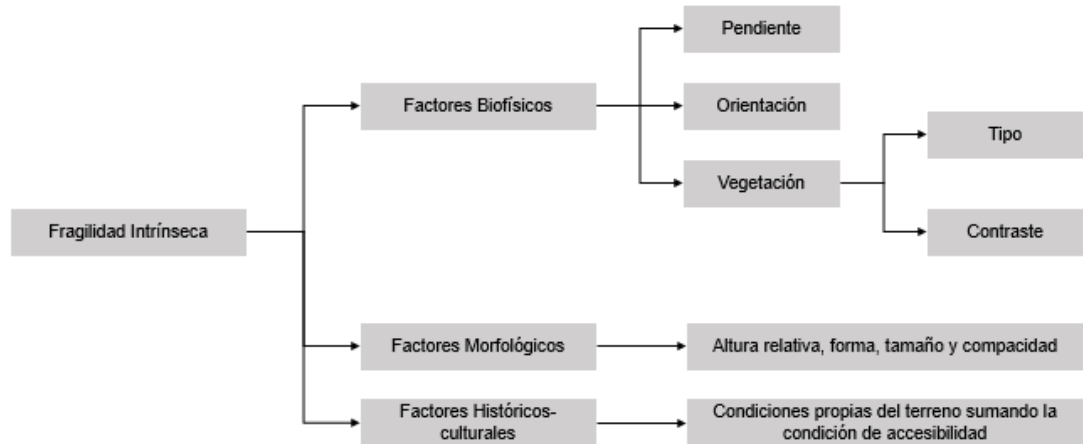 Pendiente
Factores Biofísicos
Orientación
Tipo
Vegetación
Fragilidad Intrínseca
Contraste
Factores Morfológicos
Altura relativa, forma, tamaño y compacidad
Factores Históricos-
culturales
Condiciones propias del terreno sumando la
condición de accesibilidad